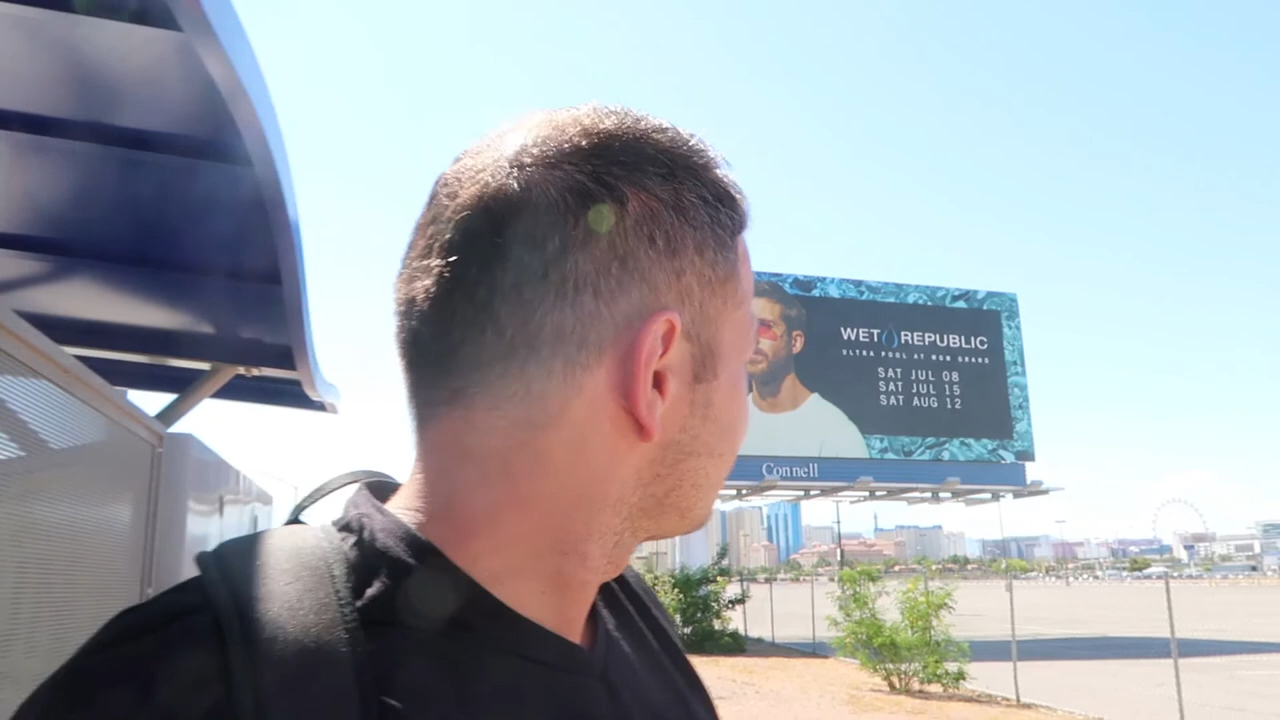 WET REPUBLIC
ULTRA POOL AT MGM GRAND
SAT JUL 08
SAT JUL 15
SAT AUG 12
Connell